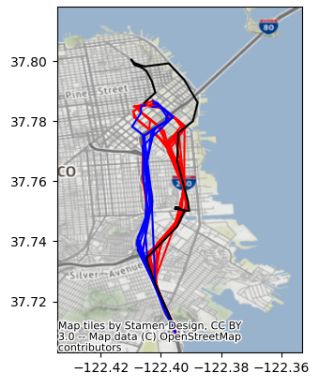 80
37.80
Pine Street
37.78
CO
37.76
280
37.74
Silver Avenue
37.72
Map tiles by Stamen Design, CC BY
3.0 -- Map data (C) OpenStreetMap
contributors
−122.42 −122.40 −122.38 −122.36